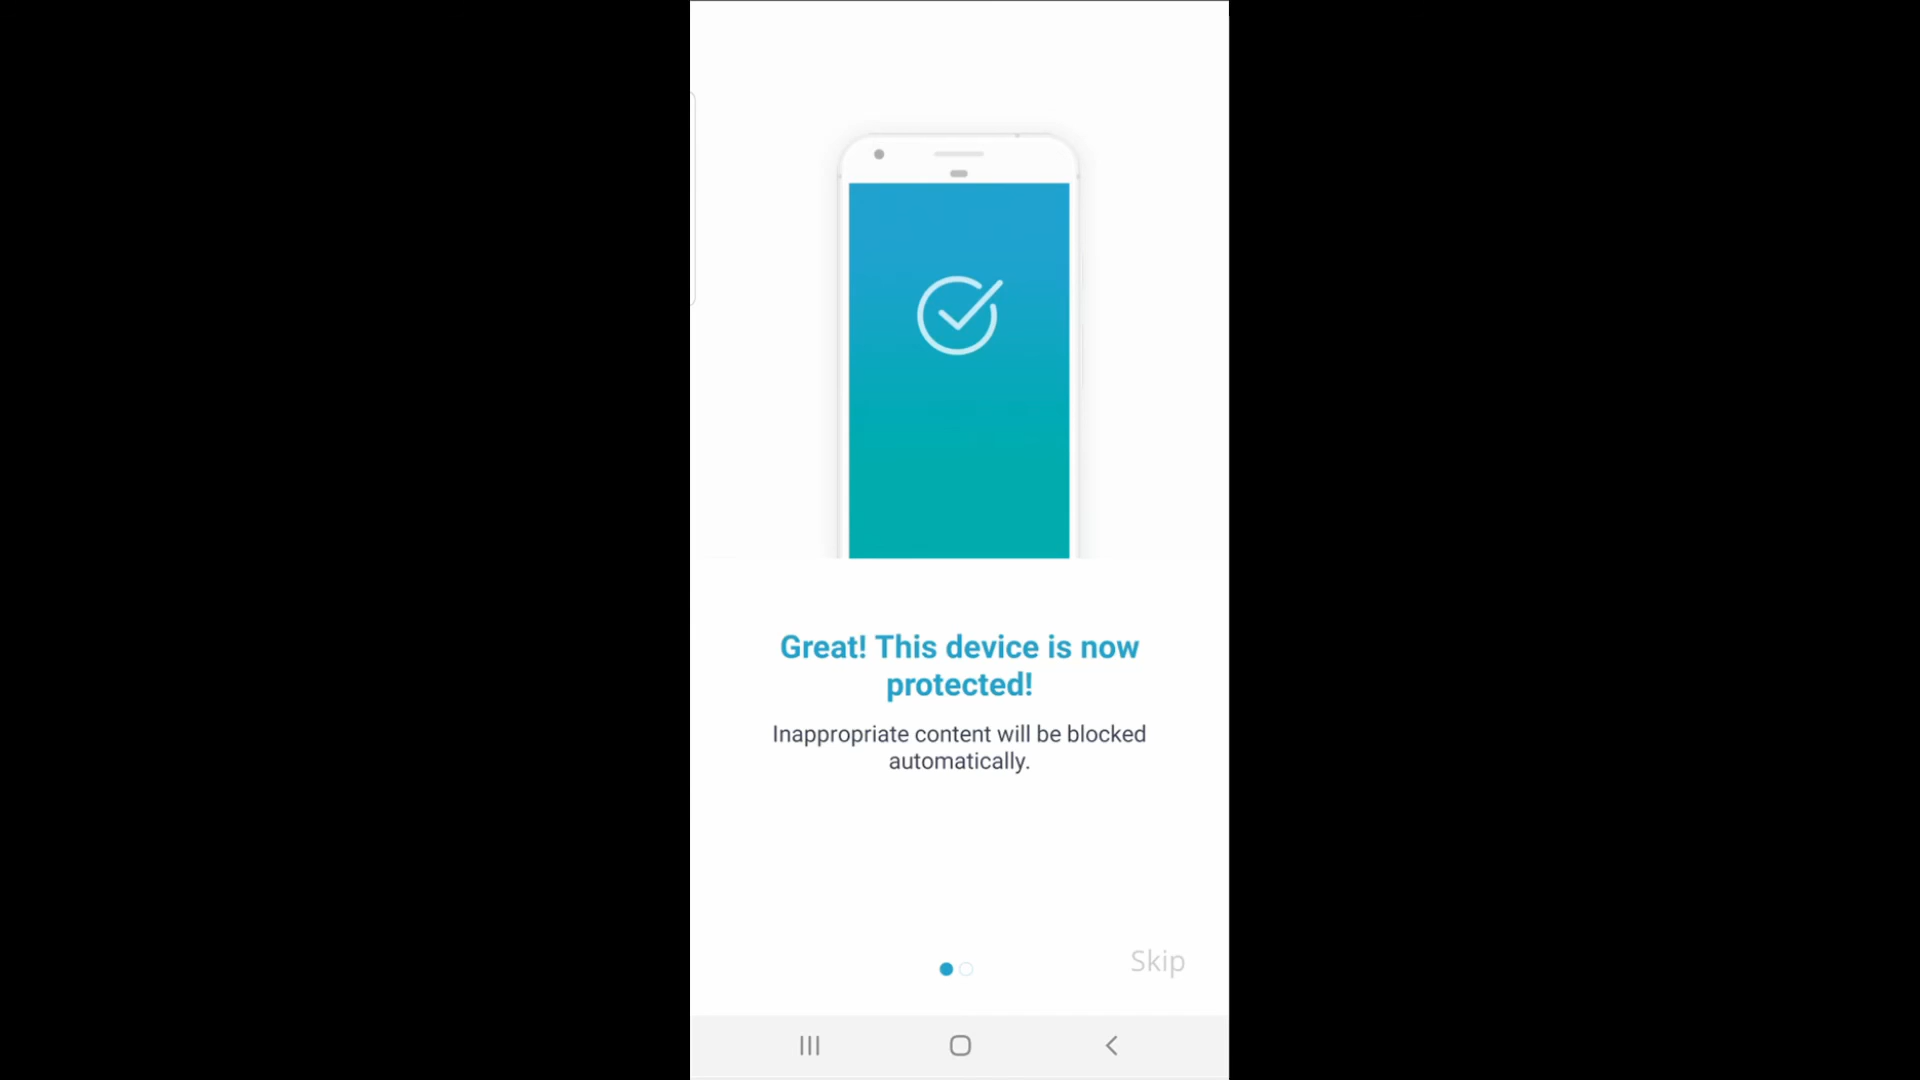 Great! This device is now
protected!
Inappropriate content will be blocked
automatically.
Skip